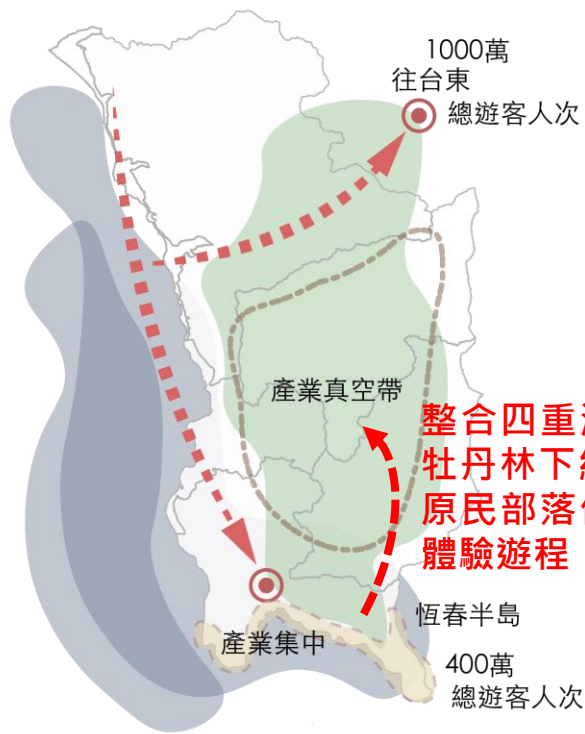 1000萬
往台東
總遊客人次
產業真空帶
整合四重
牡丹林下
原民部落
體驗遊程
恆春半島
產業集中
400萬
總遊客人次